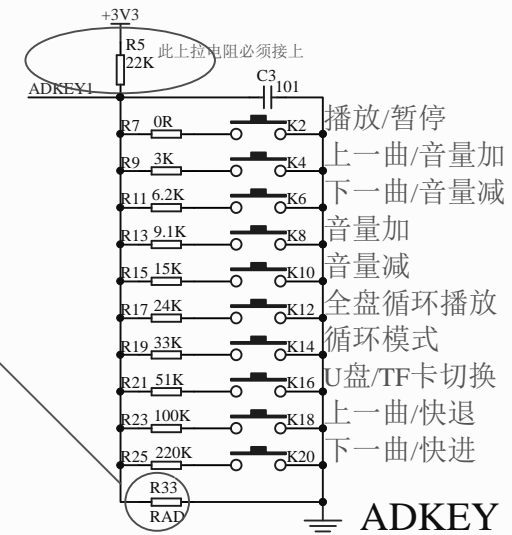 +3V3
R5
此上拉电阻必须接上
22K
ADKEY1
C3
101
R7 0R K2 播放/暂停
R9 3K K4 上一曲/音量加
R11 6.2K K6 下一曲/音量减
R13 9.1K K8 音量加
R15 15K K10 音量减
R17 24K K12 全盘循环播放
R19 33K K14 循环模式
R21 51K K16 U盘/TF卡切换
R23 100K K18 上一曲/快退
R25 220K K20 下一曲/快进
R33
RAD
ADKEY